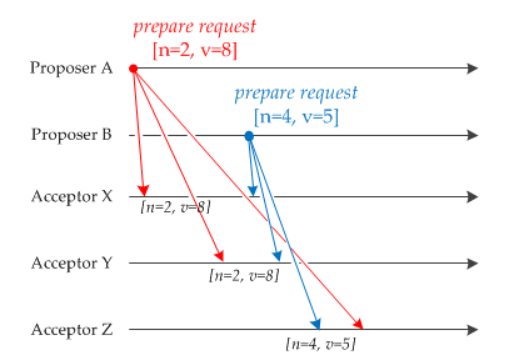 prepare request
[n=2, v=8]
Proposer A
prepare request
[n=4, v=5]
Proposer B
Acceptor X
[n=2, v=8]
Acceptor Y
[n=2, v=8]
Acceptor Z
[n=4, v=5]